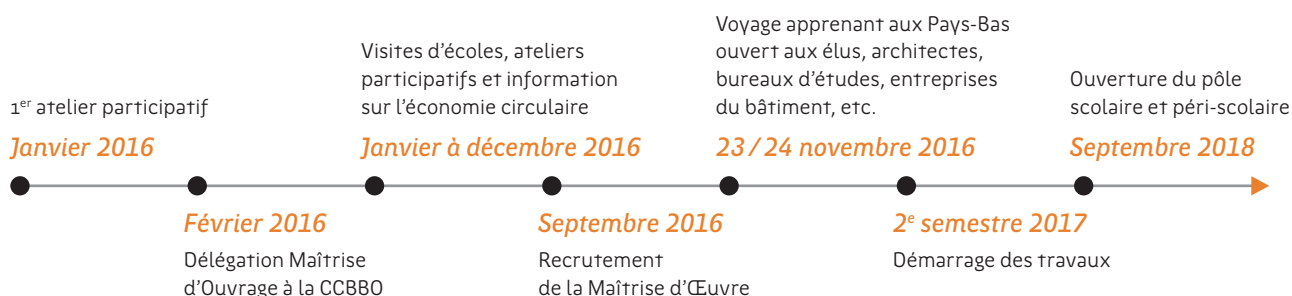 1er atelier participatif
Janvier 2016
Visites d'écoles, ateliers
participatifs et information
sur l'économie circulaire
Janvier à décembre 2016
Voyage apprenant aux Pays-Bas
ouvert aux élus, architectes,
bureaux d'études, entreprises
du bâtiment, etc.
23 / 24 novembre 2016
Ouverture du pôle
scolaire et péri-scolaire
Septembre 2018
Février 2016
Délégation Maîtrise
d'Ouvrage à la CCBBO
Septembre 2016
Recrutement
de la Maîtrise d'Œuvre
2e semestre 2017
Démarrage des travaux